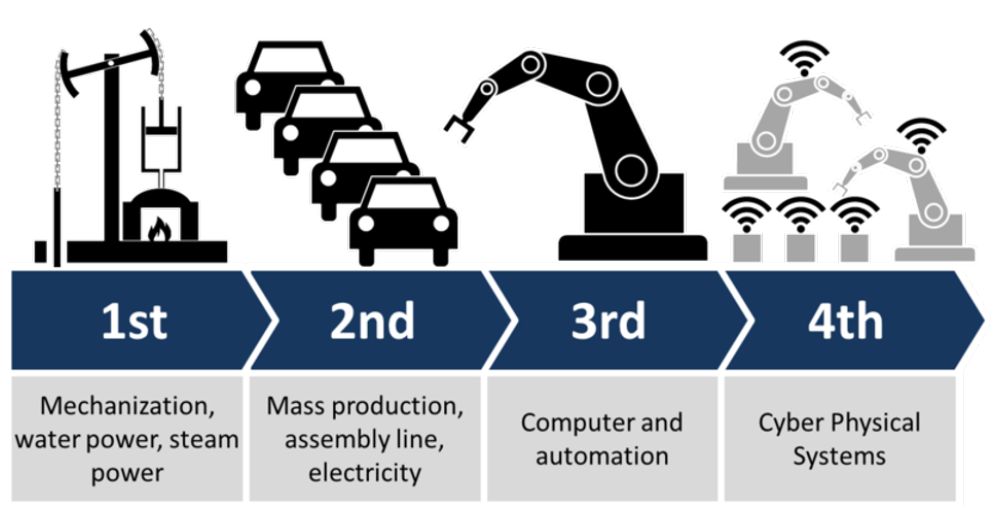 1st
2nd
3rd
4th
Mechanization,
water power, steam
power
Mass production,
assembly line,
electricity
Computer and
automation
Cyber Physical
Systems